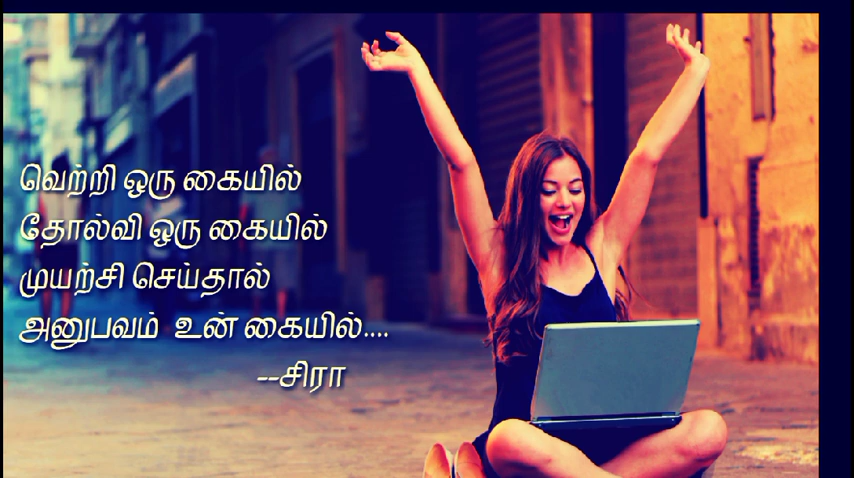 வெற்றி ஒரு கையில்
தோல்வி ஒரு கையில்
முயற்சி செய்தால்
அனுபவம் உன் கையில்....
--சிரா